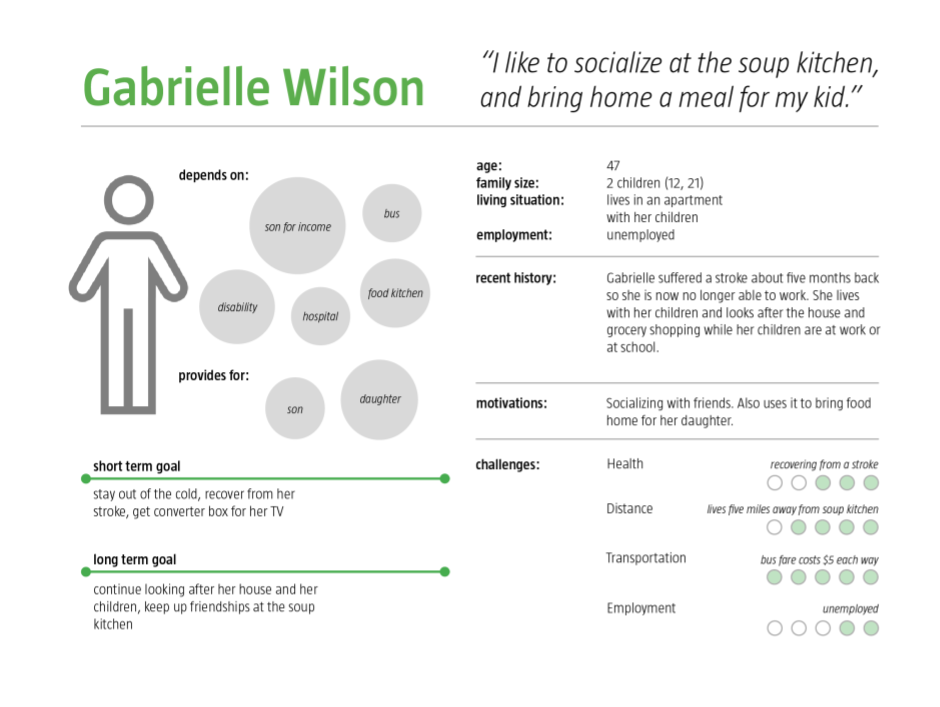 Gabrielle Wilson
“I like to socialize at the soup kitchen,
and bring home a meal for my kid.”
depends on:
son for income
bus
disability
hospital
food kitchen
provides for:
son
daughter
short term goal
stay out of the cold, recover from her
stroke, get converter box for her TV
long term goal
continue looking after her house and her
children, keep up friendships at the soup
kitchen
age: 47
family size: 2 children (12, 21)
living situation: lives in an apartment
with her children
employment: unemployed
recent history: Gabrielle suffered a stroke about five months back
so she is now no longer able to work. She lives
with her children and looks after the house and
grocery shopping while her children are at work or
at school.
motivations: Socializing with friends. Also uses it to bring food
home for her daughter.
challenges: Health recovering from a stroke
Distance lives five miles away from soup kitchen
Transportation bus fare costs $5 each way
Employment unemployed